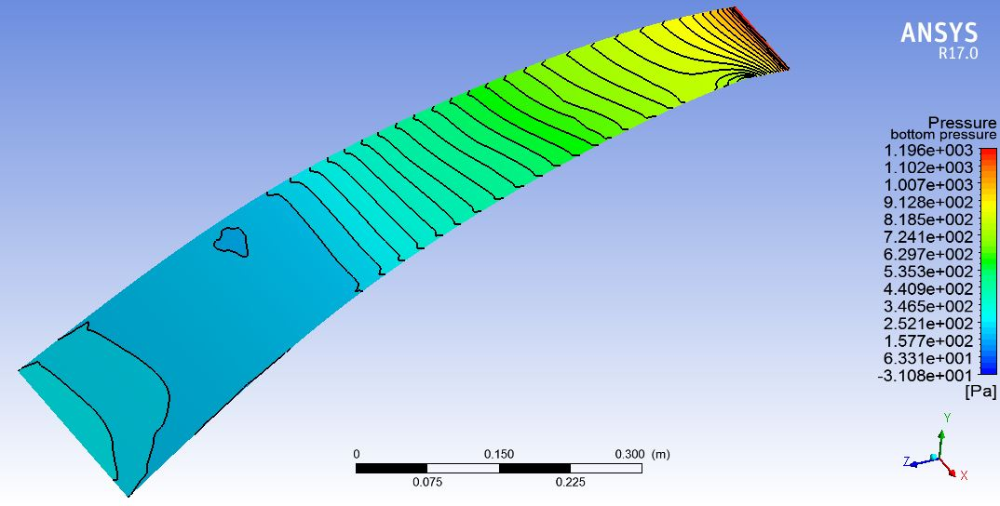 ANSYS
R17.0
Pressure
bottom pressure
1.196e+003
1.102e+003
1.007e+003
9.128e+002
8.185e+002
7.241e+002
6.297e+002
5.353e+002
4.409e+002
3.465e+002
2.521e+002
1.577e+002
6.331e+001
-3.108e+001
[Pa]
0 0.150 0.300 (m)
0.075 0.225
Y
Z
X